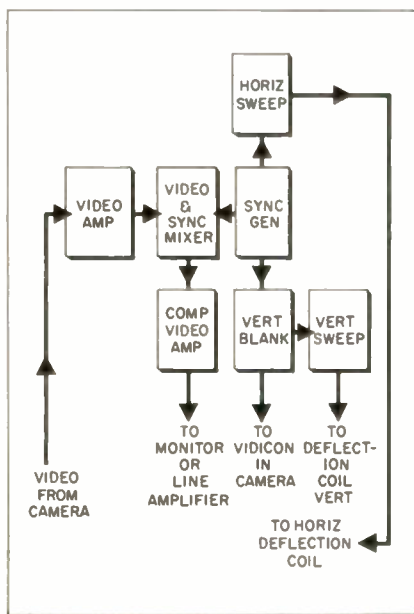 HORIZ
SWEEP
VIDEO
AMP
VIDEO
&
SYNC
MIXER
SYNC
GEN
COMP
VIDEO
AMP
VERT
BLANK
VERT
SWEEP
VIDEO
FROM
CAMERA
TO
MONITOR
OR
LINE
AMPLIFIER
TO
VIDICON
IN
CAMERA
TO
DEFLECT-
ION
COIL
VERT
TO HORIZ
DEFLECTION
COIL